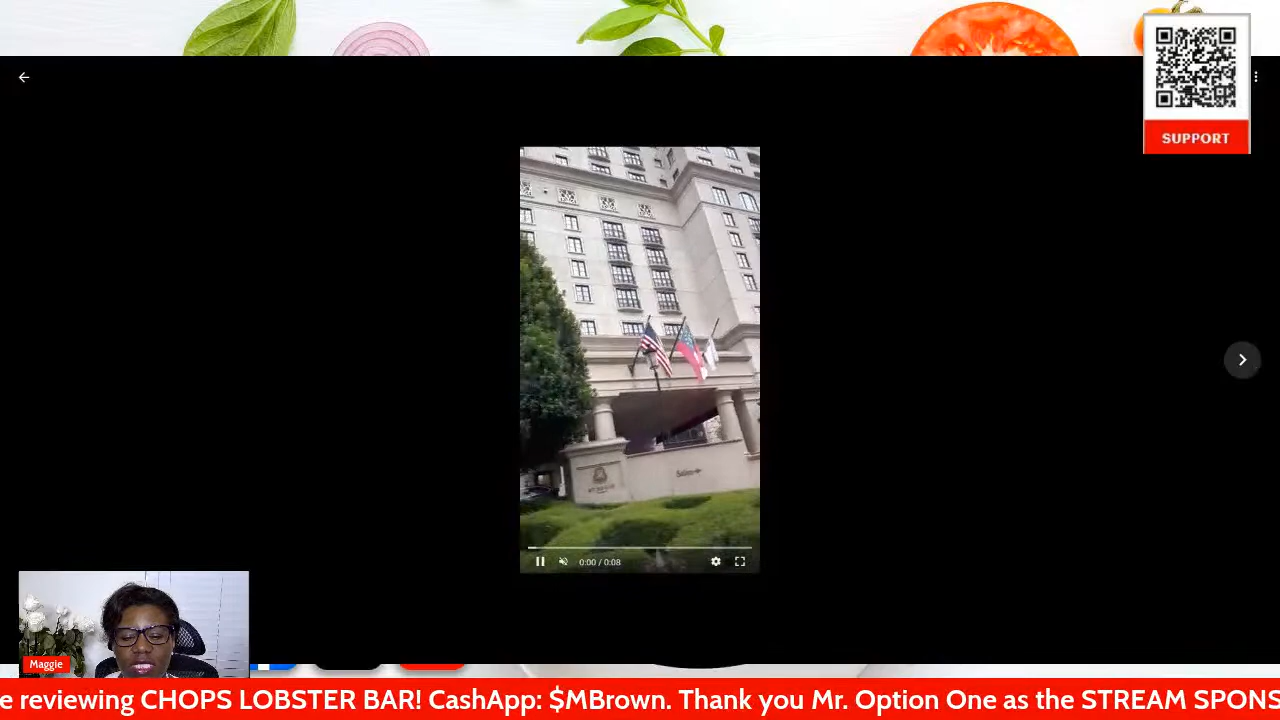 SUPPORT
0:00 / 0:08
Maggie
e reviewing CHOPS LOBSTER BAR! CashApp: $MBrown. Thank you Mr. Option One as the STREAM SPONS